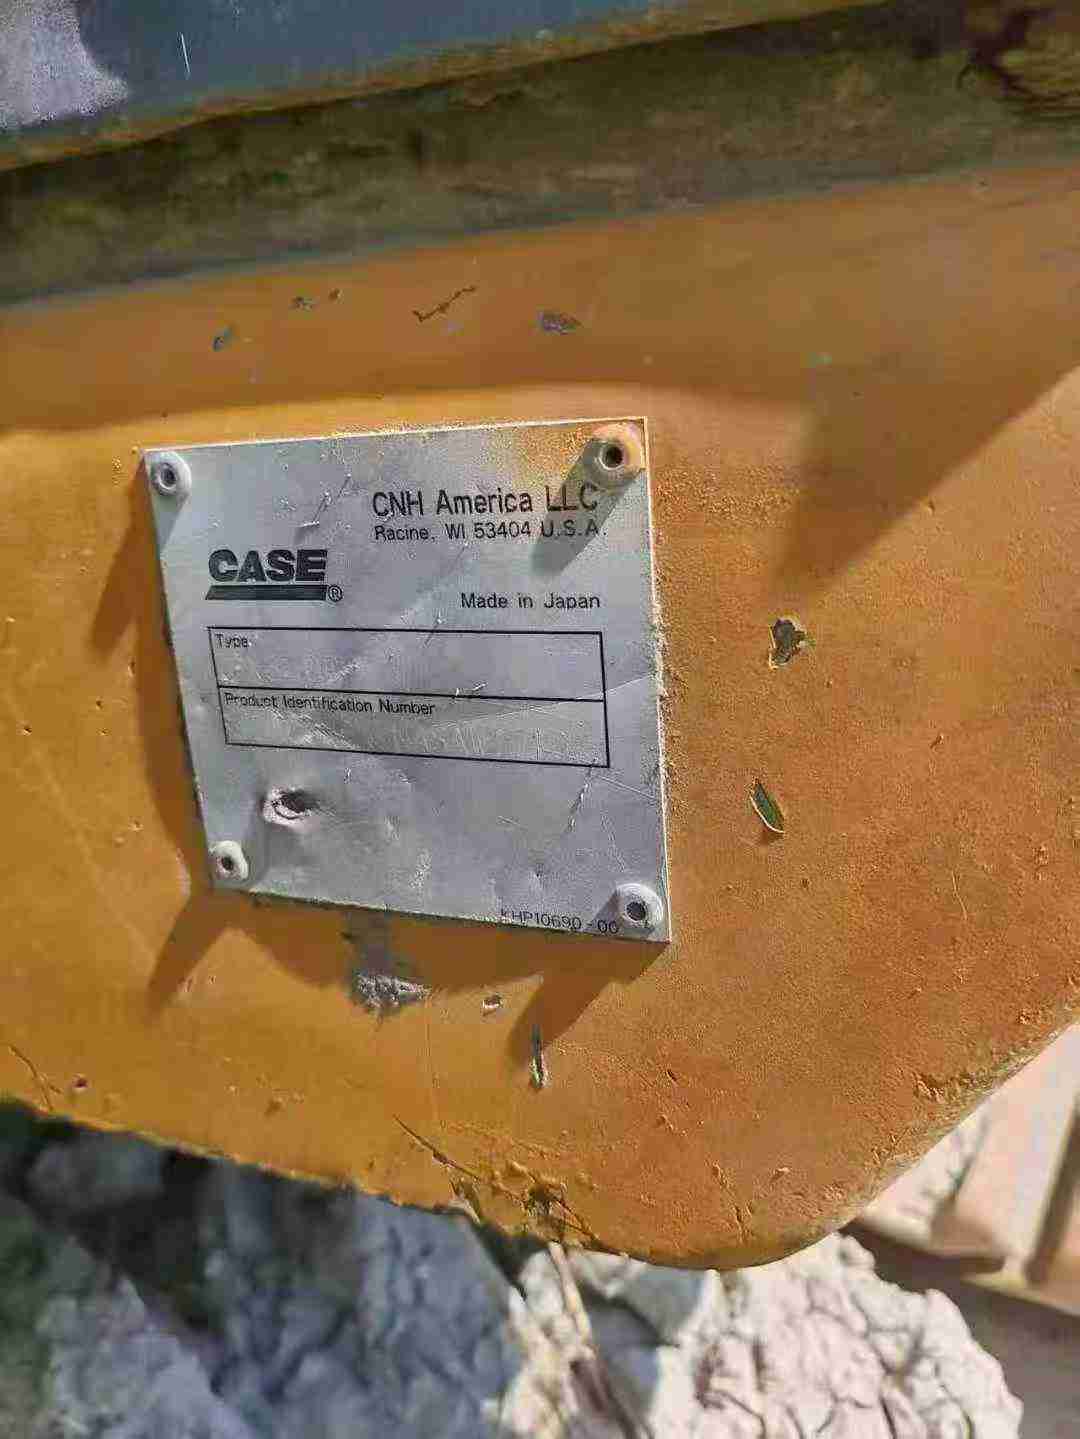 CNH America LLC
Racine, WI 53404 U.S.A.
CASE®
Made in Japan
Type
Product Identification Number
KHP10690-00